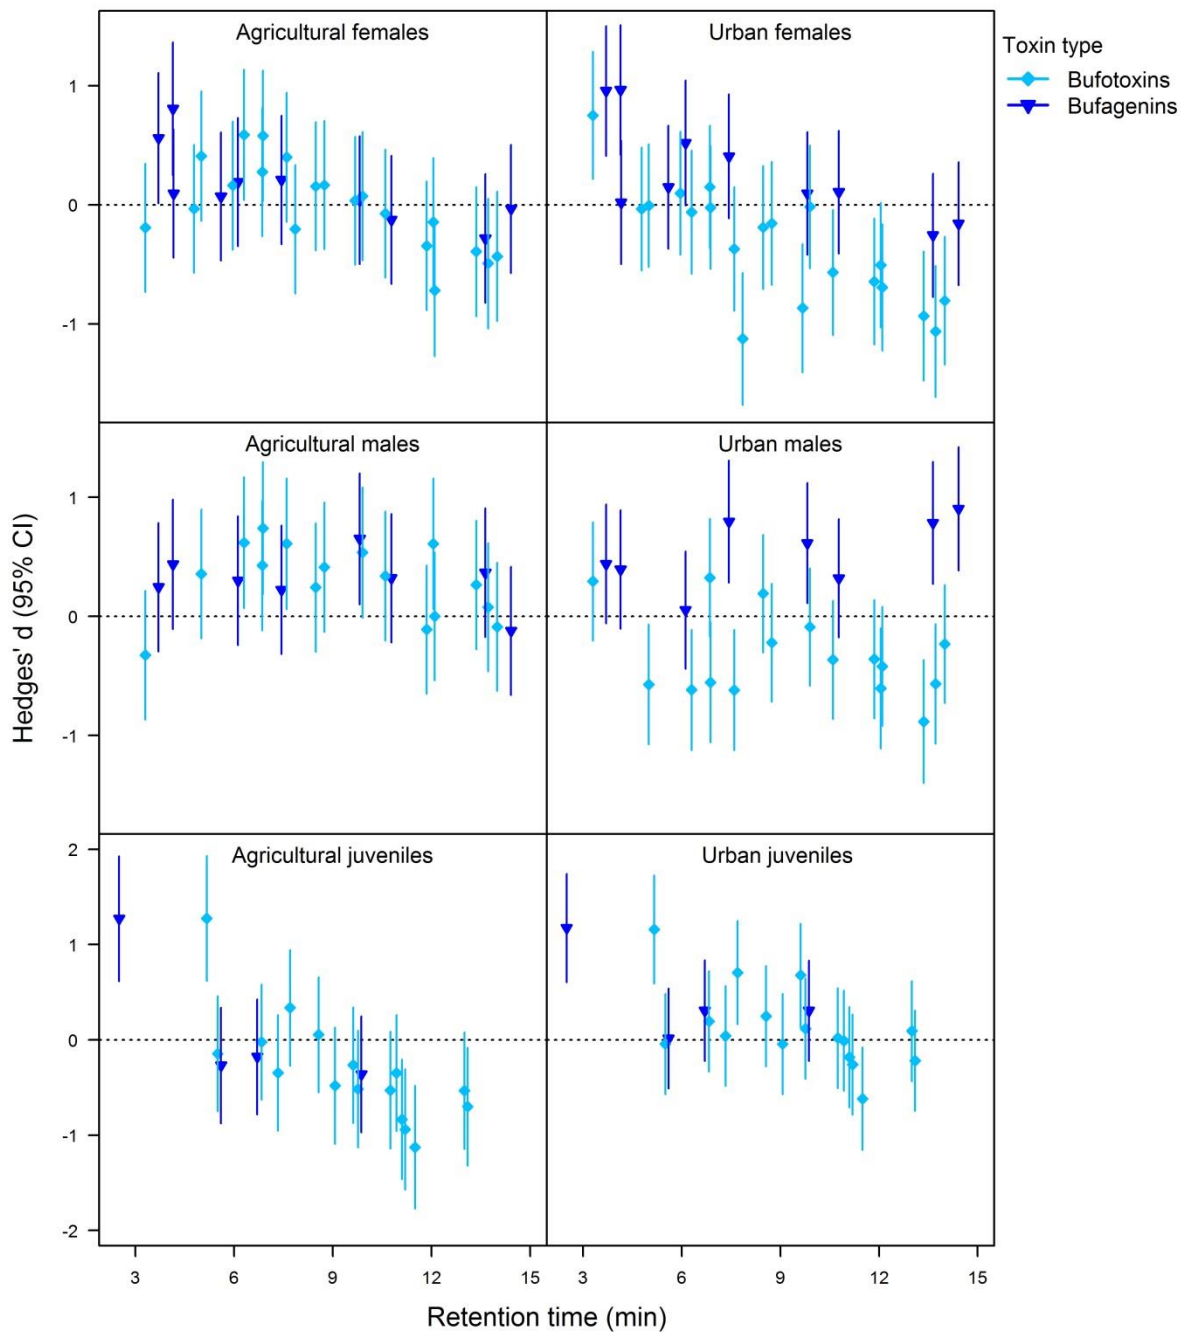 Agricultural females
Urban females
Toxin type
Bufotoxins
Bufagenins
1
0
-1
Agricultural males
Urban males
1
0
-1
Hedges' d (95% CI)
Agricultural juveniles
Urban juveniles
2
1
0
-1
-2
3 6 9 12 15 3 6 9 12 15
Retention time (min)